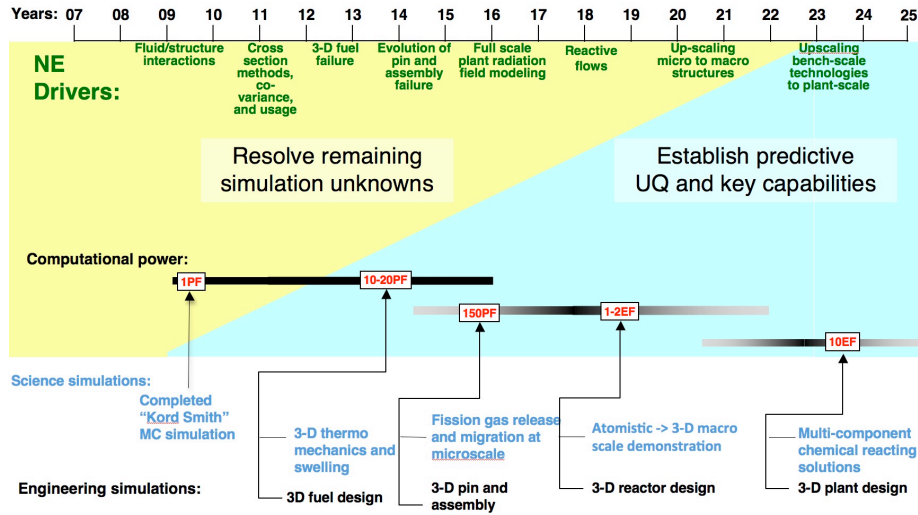 Years: 07 08 09 10 11 12 13 14 15 16 17 18 19 20 21 22 23 24 25
NE
Drivers:
Fluid/structure
interactions
Cross
section
methods,
co-
variance,
and usage
3-D fuel
failure
Evolution of
pin and
assembly
failure
Full scale
plant radiation
field modeling
Reactive
flows
Up-scaling
micro to macro
structures
Upscaling
bench-scale
technologies
to plant-scale
Resolve remaining
simulation unknowns
Establish predictive
UQ and key capabilities
Computational power:
1PF
10-20PF
150PF
1-2EF
10EF
Science simulations:
Completed
“Kord Smith”
MC simulation
3-D thermo
mechanics and
swelling
Fission gas release
and migration at
microscale
Atomistic -> 3-D macro
scale demonstration
Multi-component
chemical reacting
solutions
Engineering simulations:
3D fuel design
3-D pin and
assembly
3-D reactor design
3-D plant design